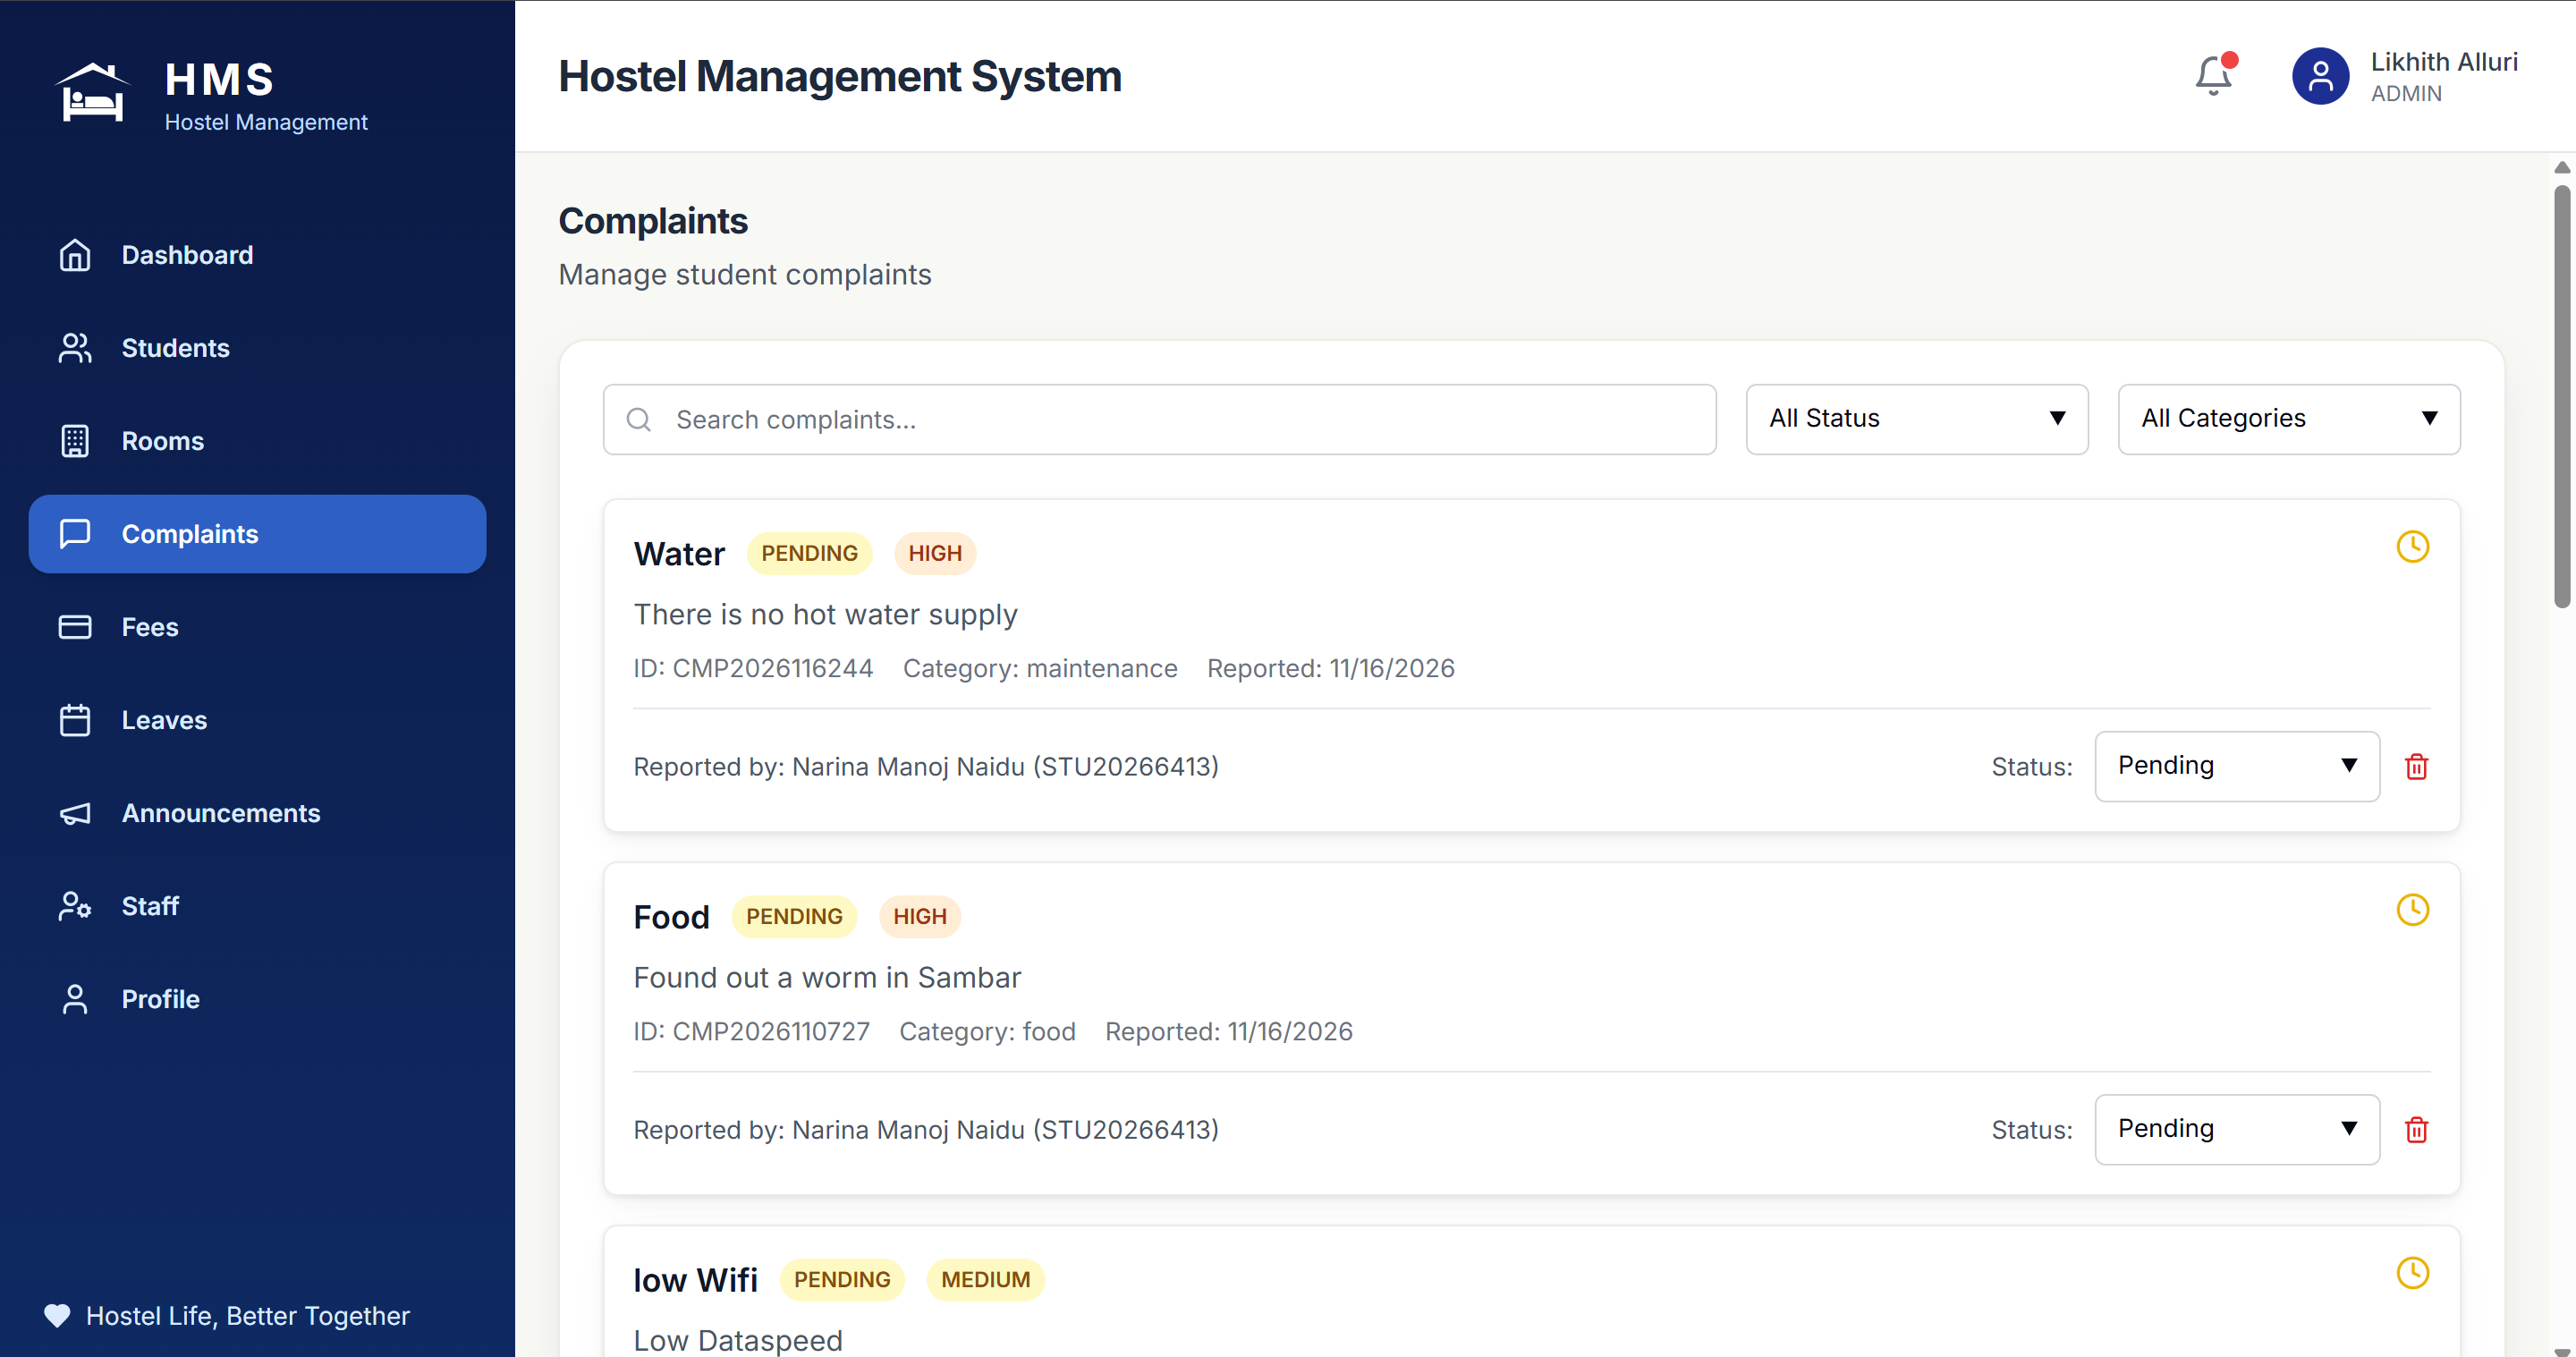 HMS
Hostel Management
Dashboard
Students
Rooms
Complaints
Fees
Leaves
Announcements
Staff
Profile
Hostel Life, Better Together
Hostel Management System
Likhith Alluri
ADMIN
Complaints
Manage student complaints
Search complaints...
All Status
All Categories
Water PENDING HIGH
There is no hot water supply
ID: CMP2026116244 Category: maintenance Reported: 11/16/2026
Reported by: Narina Manoj Naidu (STU20266413) Status: Pending
Food PENDING HIGH
Found out a worm in Sambar
ID: CMP2026110727 Category: food Reported: 11/16/2026
Reported by: Narina Manoj Naidu (STU20266413) Status: Pending
low Wifi PENDING MEDIUM
Low Dataspeed